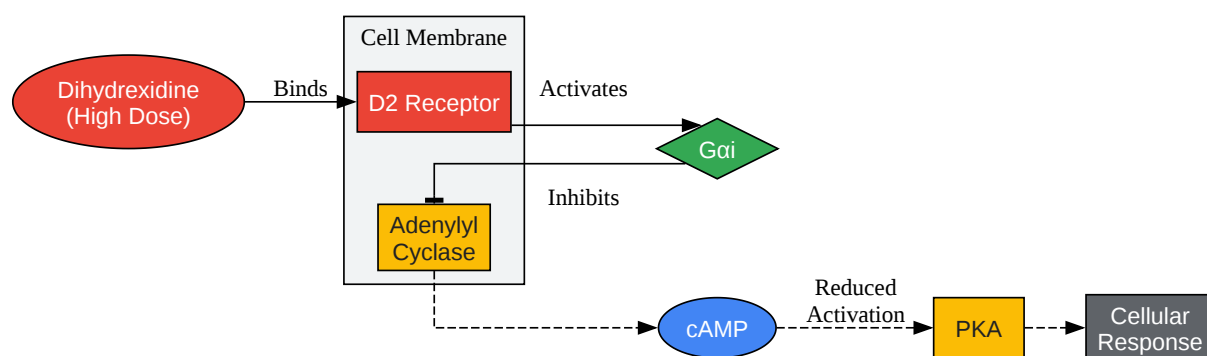 Cell Membrane
Dihydrexidine
(High Dose)
Binds
D2 Receptor
Activates
Gαi
Inhibits
Adenylyl
Cyclase
cAMP
Reduced
Activation
PKA
Cellular
Response